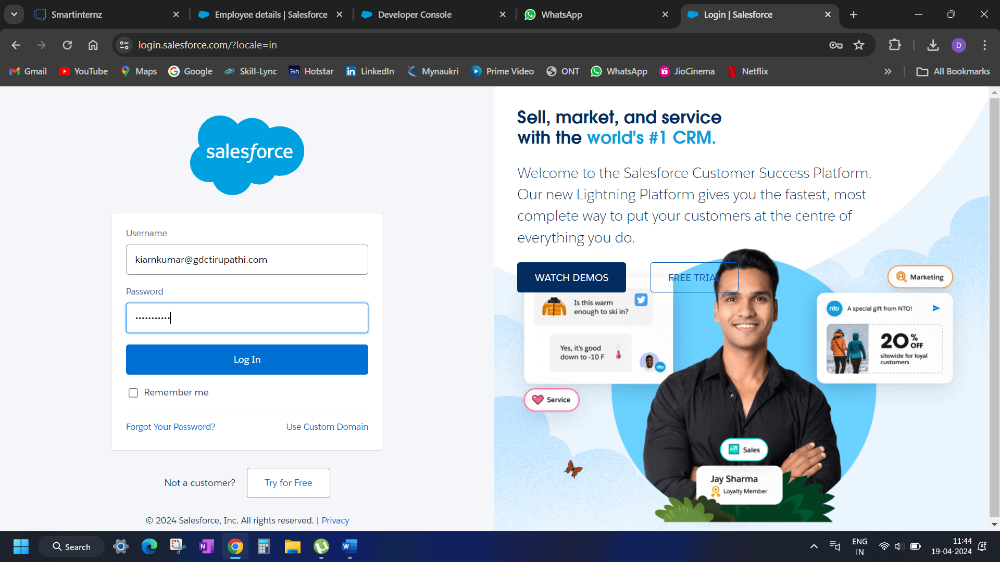 Smartinternz
Employee details | Salesforce
Developer Console
WhatsApp
Login | Salesforce
login.salesforce.com/?locale=in
D
Gmail
YouTube
Maps
Google
Skill-Lync
Hotstar
LinkedIn
Mynaukri
Prime Video
ONT
WhatsApp
JioCinema
Netflix
All Bookmarks
salesforce
Username
kiarnkumar@gdctirupathi.com
Password
Log In
Remember me
Forgot Your Password?
Use Custom Domain
Not a customer?
Try for Free
© 2024 Salesforce, Inc. All rights reserved. | Privacy
Sell, market, and service
with the world's #1 CRM.
Welcome to the Salesforce Customer Success Platform.
Our new Lightning Platform gives you the fastest, most
complete way to put your customers at the centre of
everything you do.
WATCH DEMOS
FREE TRIAL
Is this warm
enough to ski in?
Yes, it's good
down to -10 F
nto
Service
Marketing
nto
A special gift from NTO!
20% OFF
sitewide for loyal
customers
Sales
Jay Sharma
Loyalty Member
Search
ENG
IN
11:44
19-04-2024